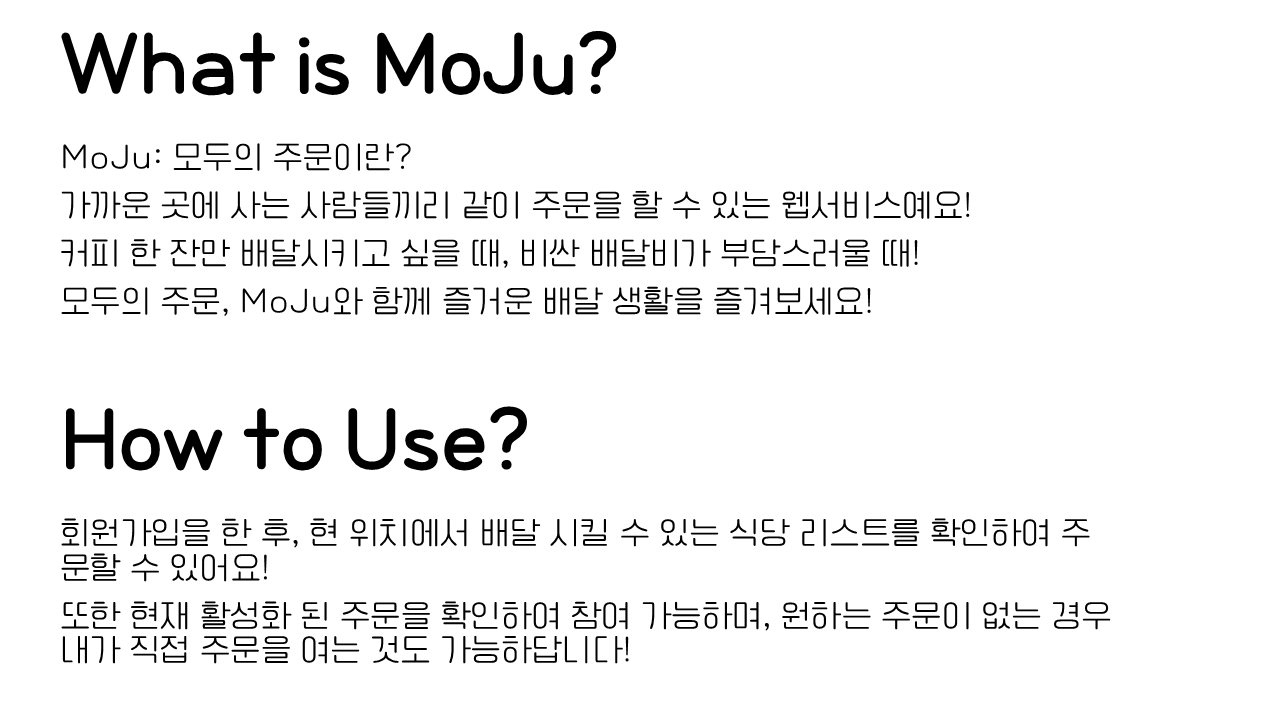 What is MoJu?
MoJu: 모두의 주문이란?
가까운 곳에 사는 사람들끼리 같이 주문을 할 수 있는 웹서비스예요!
커피 한 잔만 배달시키고 싶을 때, 비싼 배달비가 부담스러울 때!
모두의 주문, MoJu와 함께 즐거운 배달 생활을 즐겨보세요!
How to Use?
회원가입을 한 후, 현 위치에서 배달 시킬 수 있는 식당 리스트를 확인하여 주
문할 수 있어요!
또한 현재 활성화 된 주문을 확인하여 참여 가능하며, 원하는 주문이 없는 경우
내가 직접 주문을 여는 것도 가능하답니다!